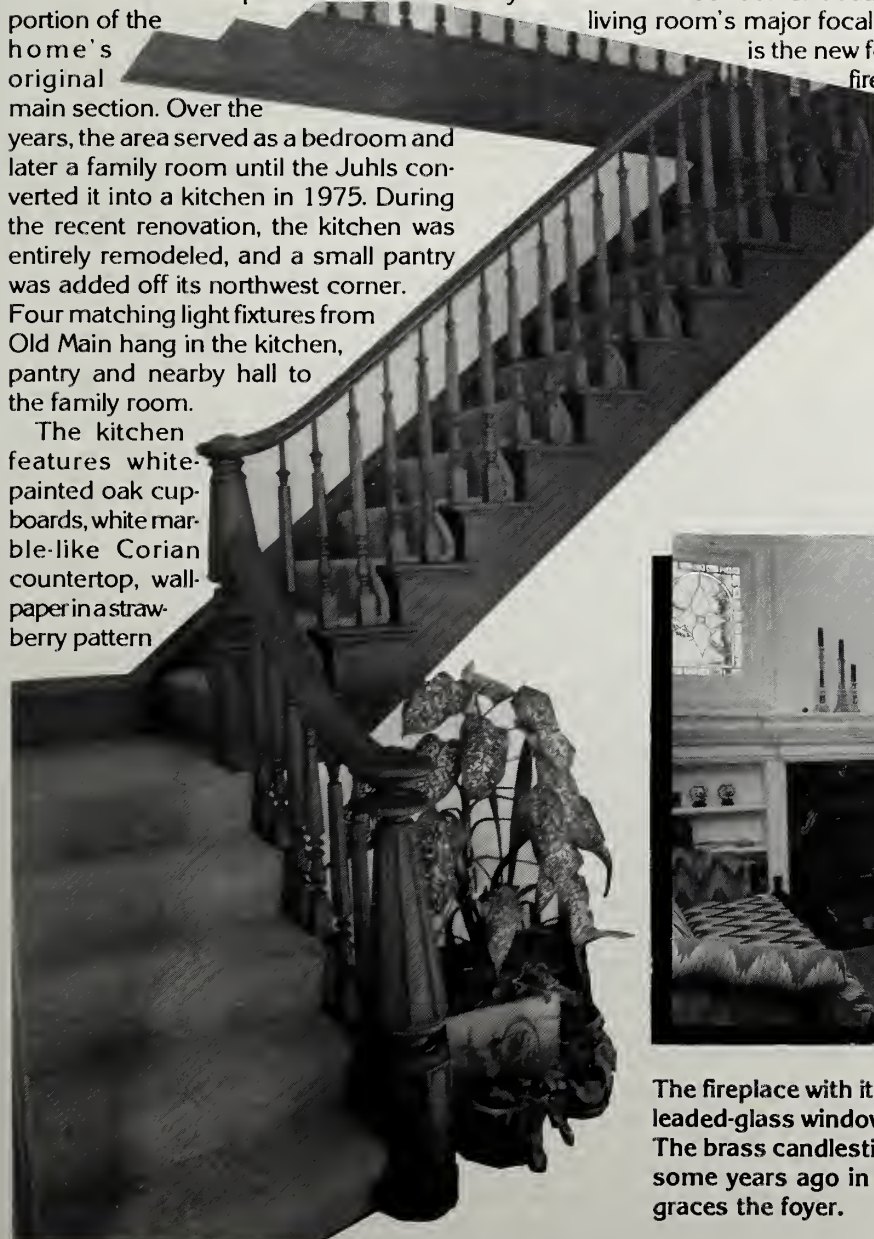 portion of the
home's
original
main section. Over the
years, the area served as a bedroom and
later a family room until the Juhls con-
verted it into a kitchen in 1975. During
the recent renovation, the kitchen was
entirely remodeled, and a small pantry
was added off its northwest corner.
Four matching light fixtures from
Old Main hang in the kitchen,
pantry and nearby hall to
the family room.
The kitchen
features white-
painted oak cup-
boards, white mar-
ble-like Corian
countertop, wall-
paper in a straw-
berry pattern
living room's major focal
is the new
The fireplace with
leaded-glass
The brass
some years ago in
graces the foyer.